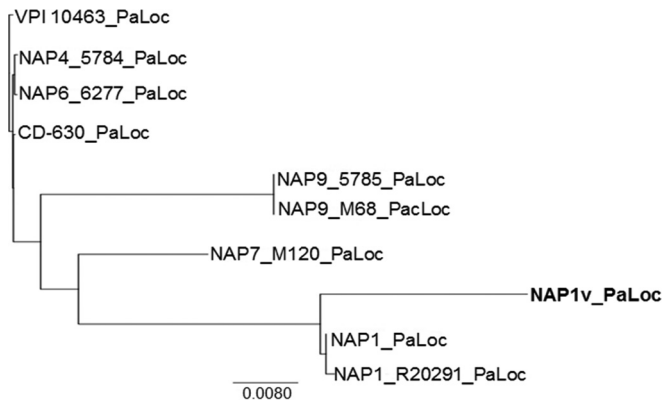 VPI 10463_PaLoc
NAP4_5784_PaLoc
NAP6_6277_PaLoc
CD-630_PaLoc
NAP9_5785_PaLoc
NAP9_M68_PacLoc
NAP7_M120_PaLoc
NAP1v_PaLoc
NAP1_PaLoc
NAP1_R20291_PaLoc
0.0080